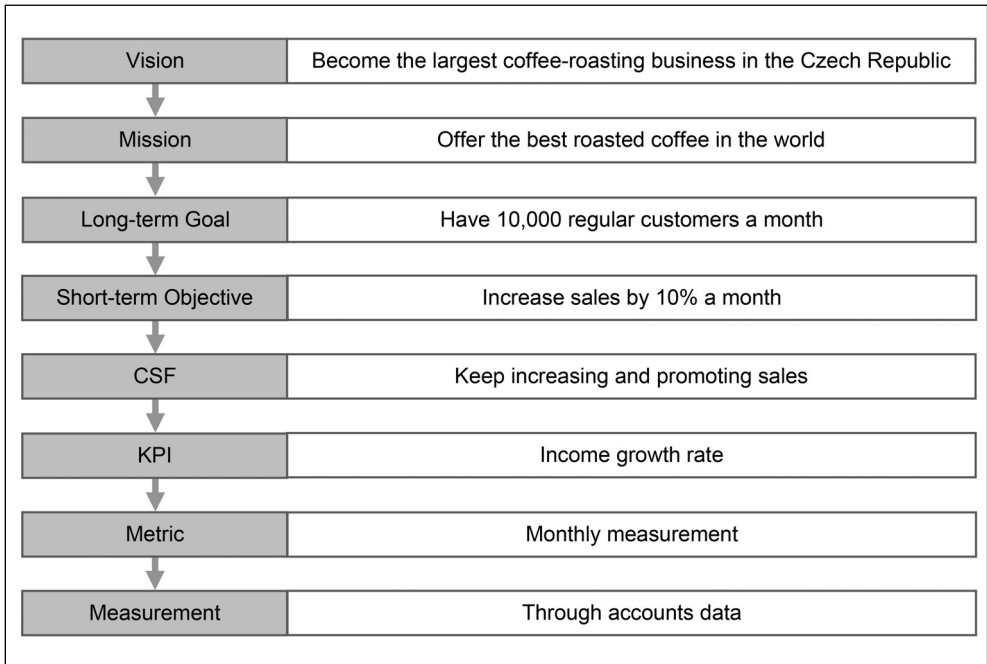 Vision
Become the largest coffee-roasting business in the Czech Republic
Mission
Offer the best roasted coffee in the world
Long-term Goal
Have 10,000 regular customers a month
Short-term Objective
Increase sales by 10% a month
CSF
Keep increasing and promoting sales
KPI
Income growth rate
Metric
Monthly measurement
Measurement
Through accounts data